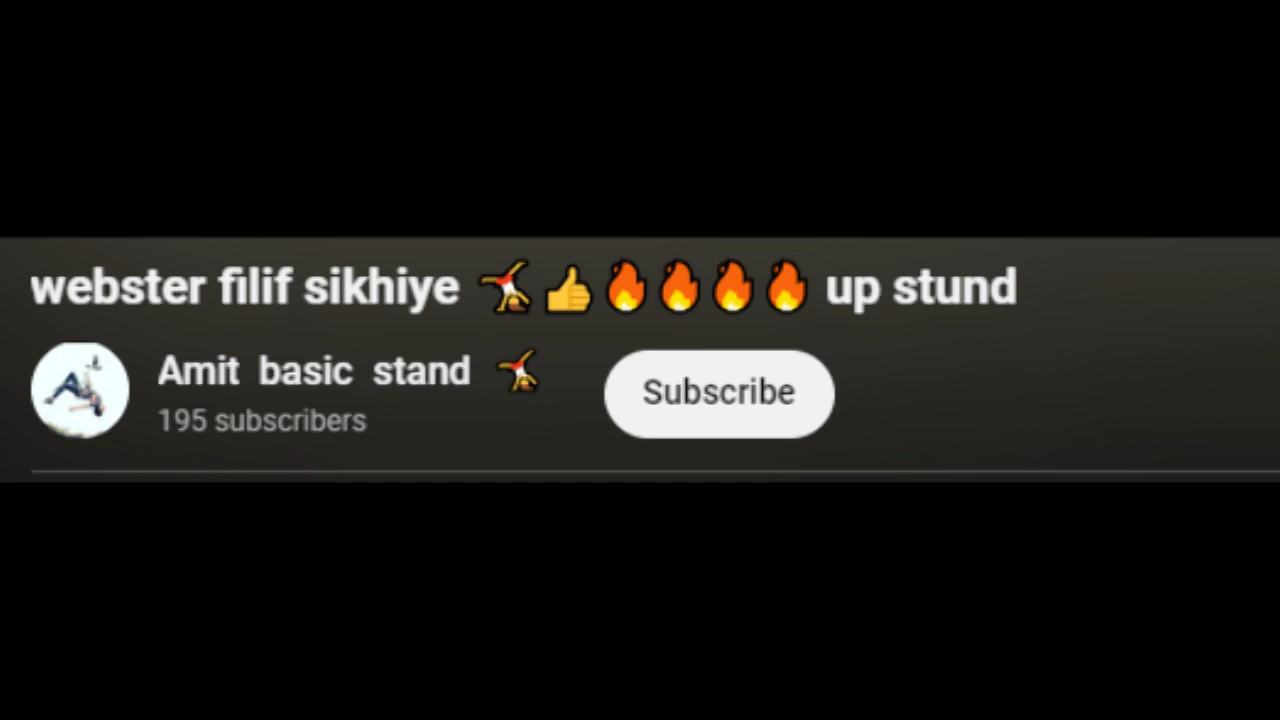 webster filif sikhiye 🤸👍🔥🔥🔥🔥 up stund
Amit basic stand 🤸
Subscribe
195 subscribers